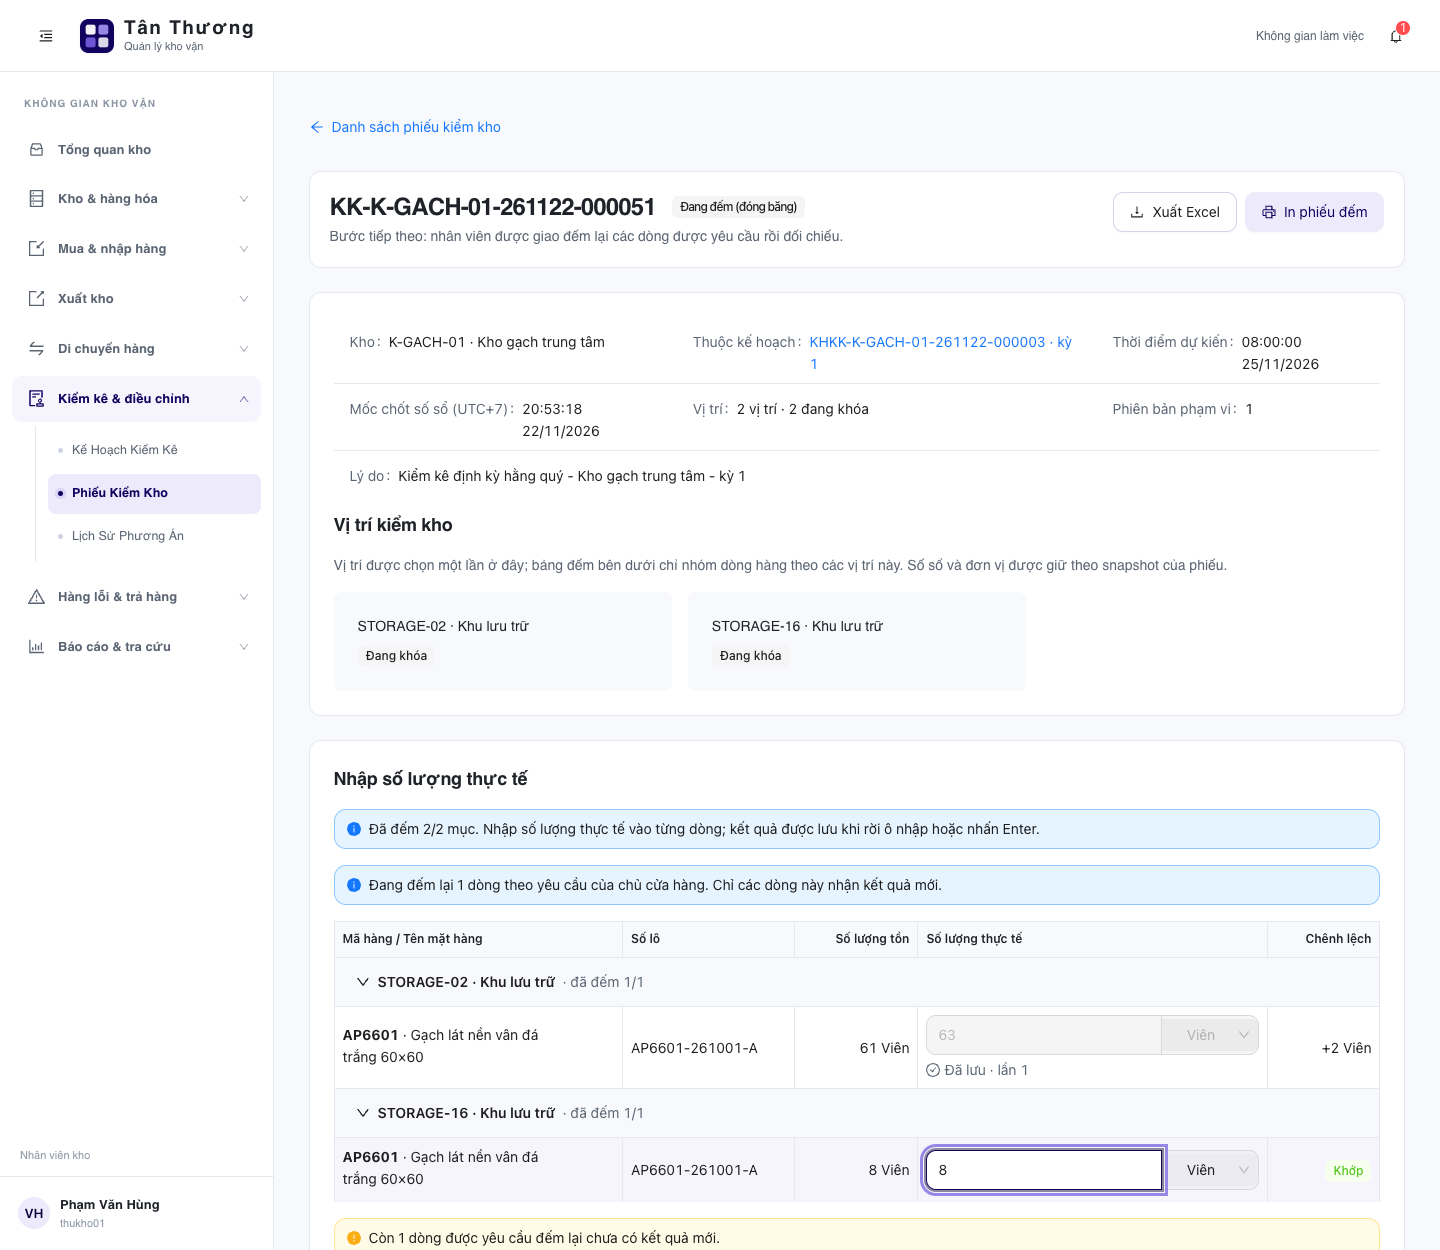 Tân Thương
Quản lý kho vận
Không gian làm việc
1
KHÔNG GIAN KHO VẬN
Tổng quan kho
Kho & hàng hóa
Mua & nhập hàng
Xuất kho
Di chuyển hàng
Kiểm kê & điều chỉnh
Kế Hoạch Kiểm Kê
Phiếu Kiểm Kho
Lịch Sử Phương Án
Hàng lỗi & trả hàng
Báo cáo & tra cứu
Nhân viên kho
VH
Phạm Văn Hùng
thukho01
Danh sách phiếu kiểm kho
KK-K-GACH-01-261122-000051 Đang đếm (đóng băng)
Bước tiếp theo: nhân viên được giao đếm lại các dòng được yêu cầu rồi đối chiếu.
Xuất Excel
In phiếu đếm
Kho: K-GACH-01 · Kho gạch trung tâm
Thuộc kế hoạch: KHKK-K-GACH-01-261122-000003 · kỳ
1
Thời điểm dự kiến: 08:00:00
25/11/2026
Mốc chốt số sổ (UTC+7): 20:53:18
22/11/2026
Vị trí: 2 vị trí · 2 đang khóa
Phiên bản phạm vi: 1
Lý do: Kiểm kê định kỳ hằng quý - Kho gạch trung tâm - kỳ 1
Vị trí kiểm kho
Vị trí được chọn một lần ở đây; bảng đếm bên dưới chỉ nhóm dòng hàng theo các vị trí này. Số sổ và đơn vị được giữ theo snapshot của phiếu.
STORAGE-02 · Khu lưu trữ
Đang khóa
STORAGE-16 · Khu lưu trữ
Đang khóa
Nhập số lượng thực tế
Đã đếm 2/2 mục. Nhập số lượng thực tế vào từng dòng; kết quả được lưu khi rời ô nhập hoặc nhấn Enter.
Đang đếm lại 1 dòng theo yêu cầu của chủ cửa hàng. Chỉ các dòng này nhận kết quả mới.
Mã hàng / Tên mặt hàng Số lô Số lượng tồn Số lượng thực tế Chênh lệch
STORAGE-02 · Khu lưu trữ · đã đếm 1/1
AP6601 · Gạch lát nền vân đá
trắng 60×60
AP6601-261001-A
61 Viên
63 Viên
Đã lưu · lần 1
+2 Viên
STORAGE-16 · Khu lưu trữ · đã đếm 1/1
AP6601 · Gạch lát nền vân đá
trắng 60×60
AP6601-261001-A
8 Viên
8 Viên
Khớp
Còn 1 dòng được yêu cầu đếm lại chưa có kết quả mới.